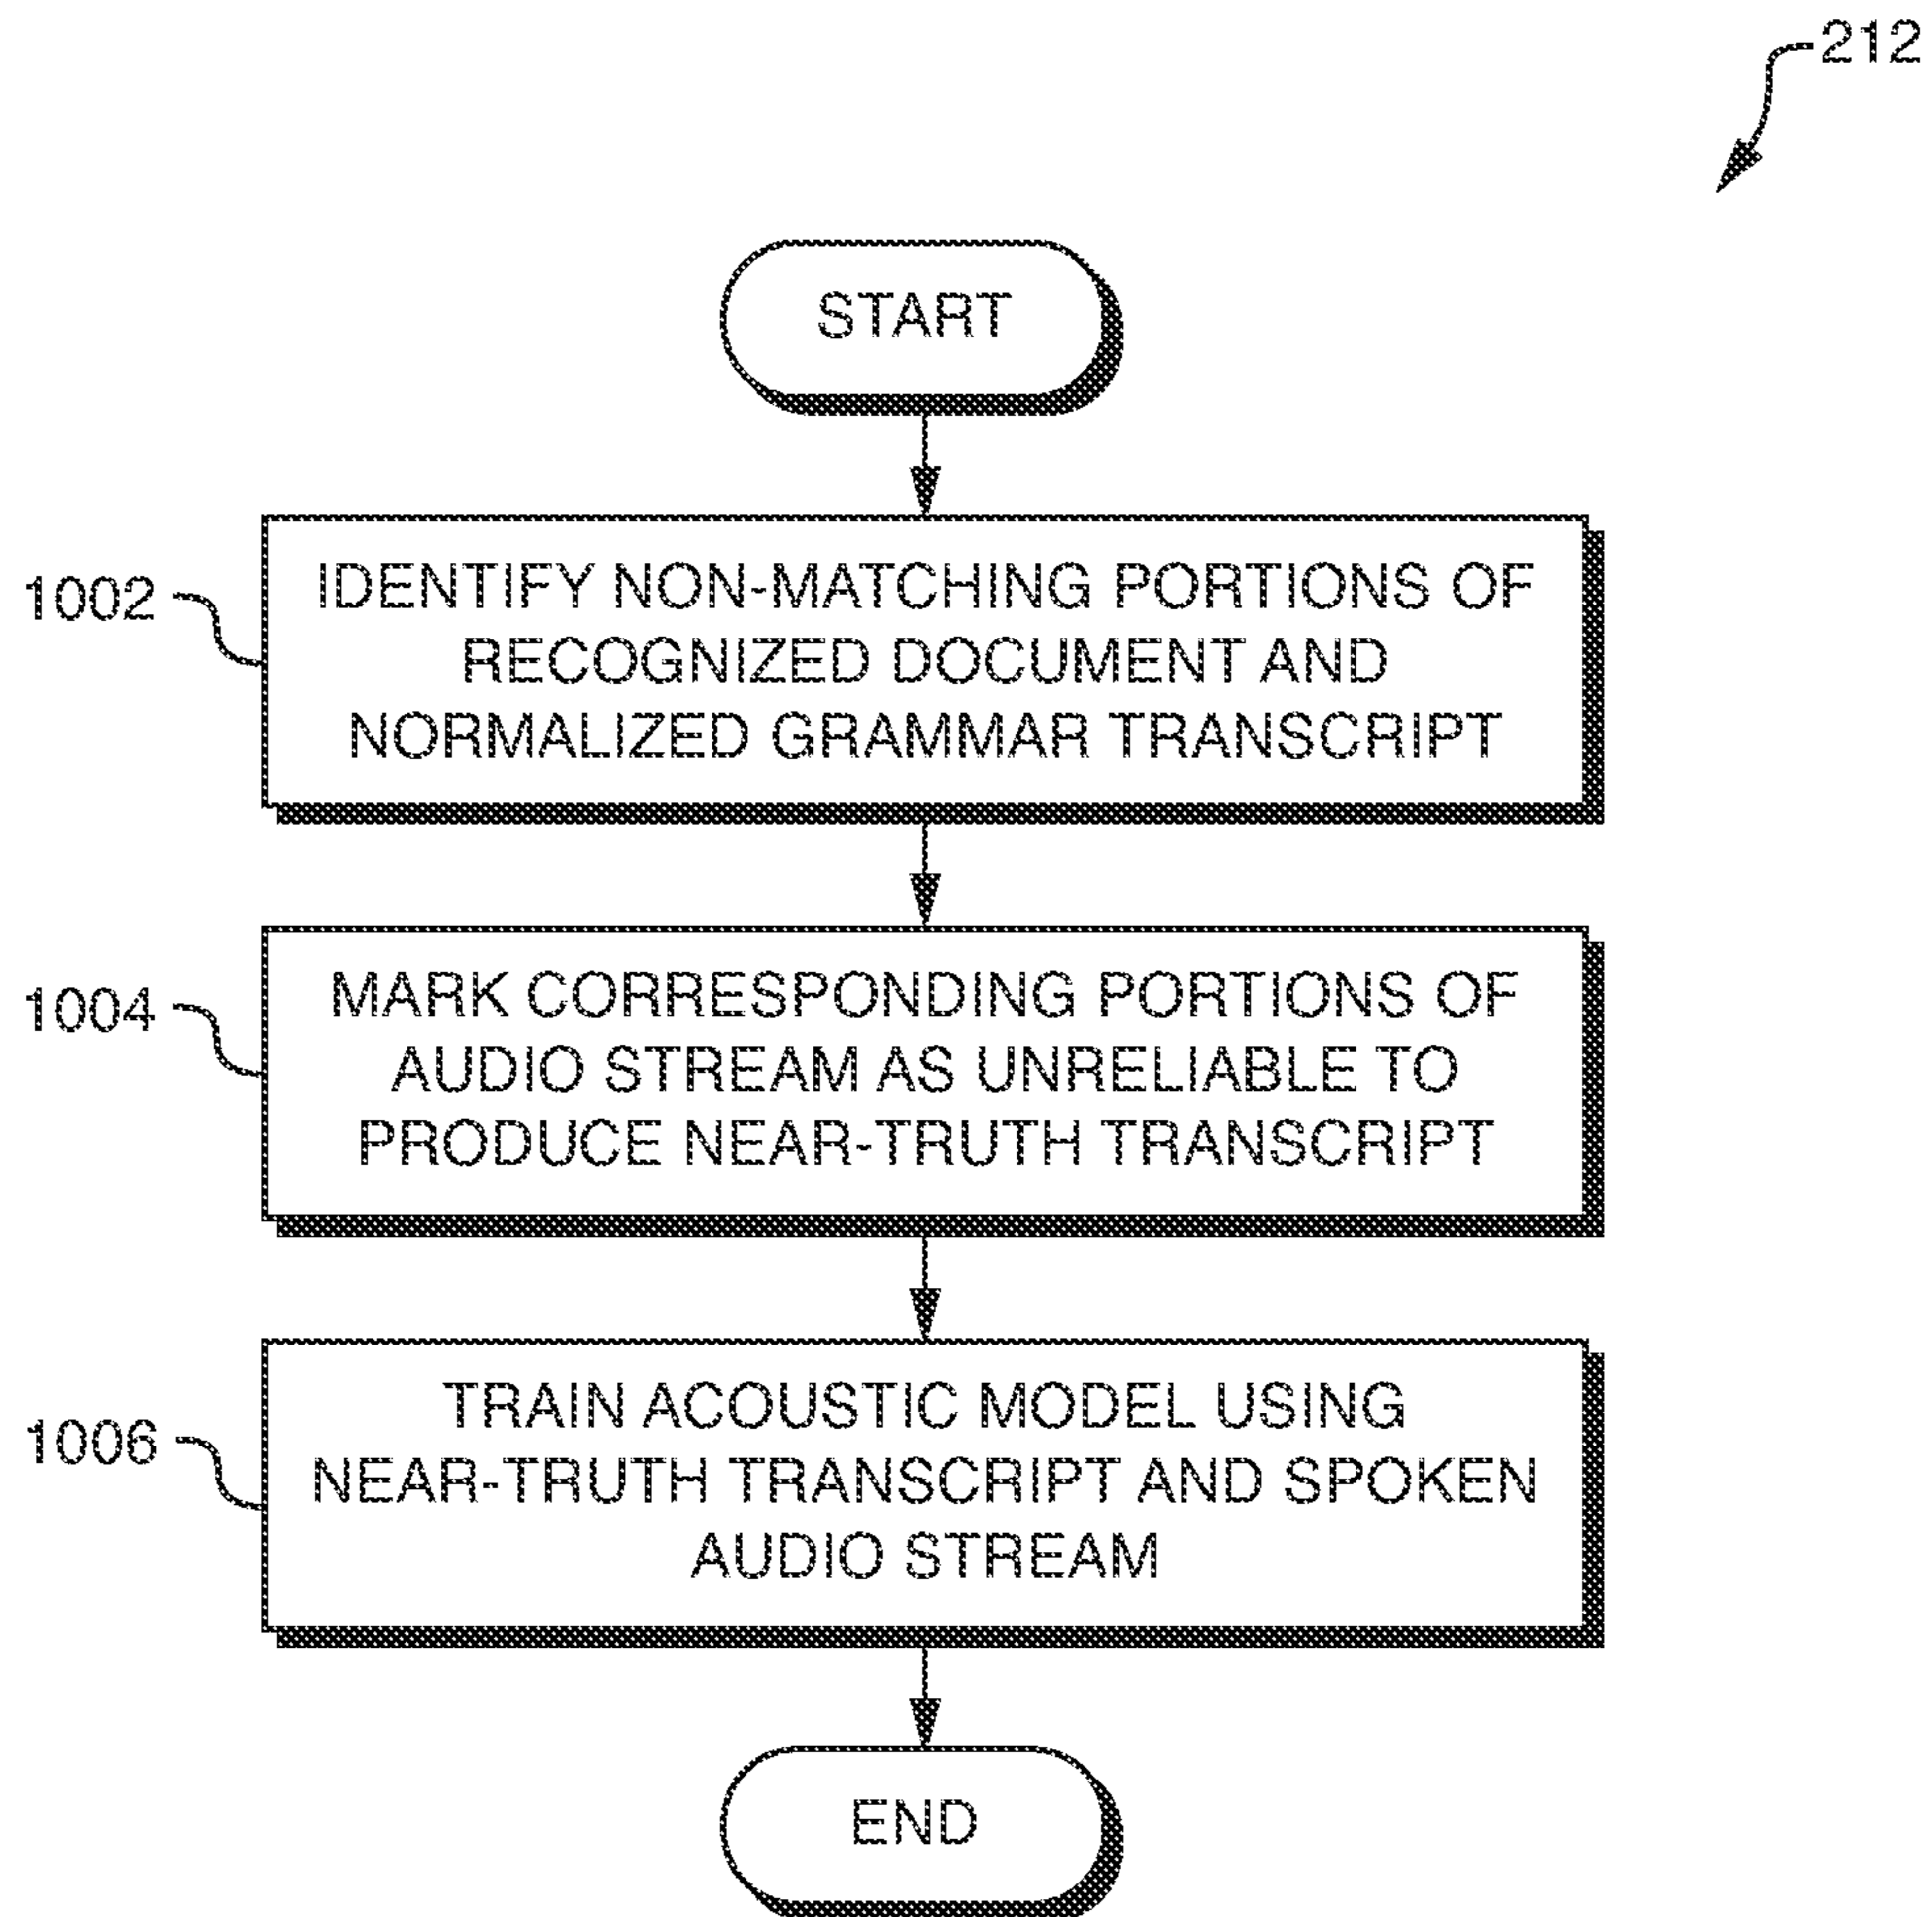 212
START
1002
IDENTIFY NON-MATCHING PORTIONS OF
RECOGNIZED DOCUMENT AND
NORMALIZED GRAMMAR TRANSCRIPT
1004
MARK CORRESPONDING PORTIONS OF
AUDIO STREAM AS UNRELIABLE TO
PRODUCE NEAR-TRUTH TRANSCRIPT
1006
TRAIN ACOUSTIC MODEL USING
NEAR-TRUTH TRANSCRIPT AND SPOKEN
AUDIO STREAM
END